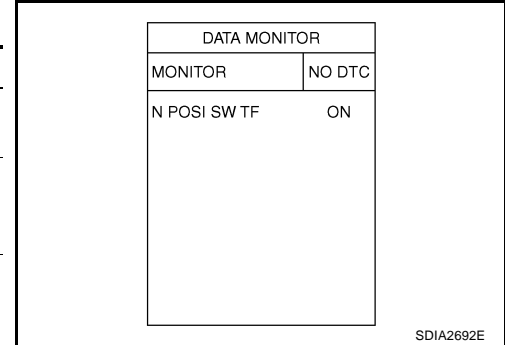 DATA MONITOR
MONITOR NO DTC
N POSI SW TF ON
SDIA2692E